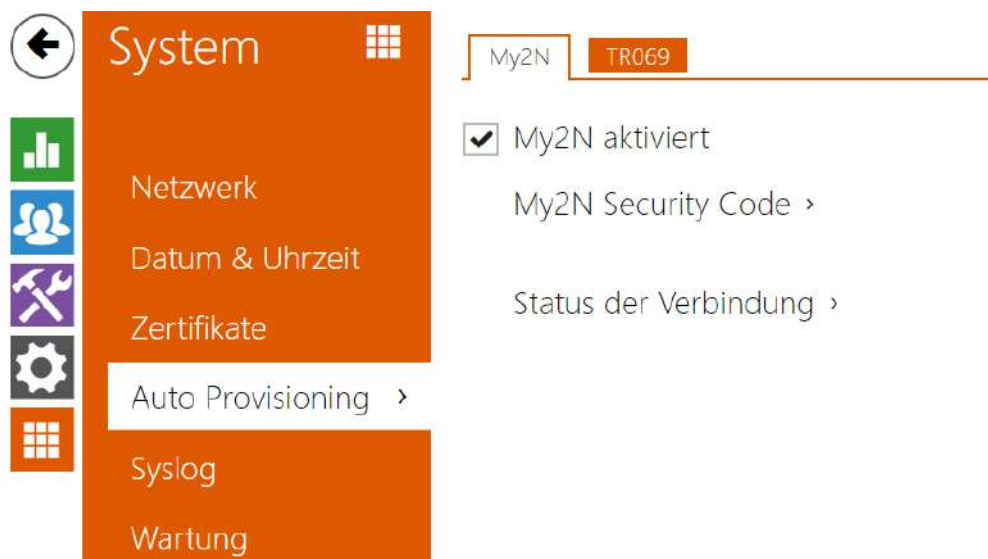 System
Netzwerk
Datum & Uhrzeit
Zertifikate
Auto Provisioning ›
Syslog
Wartung
My2N
TR069
My2N aktiviert
My2N Security Code ›
Status der Verbindung ›